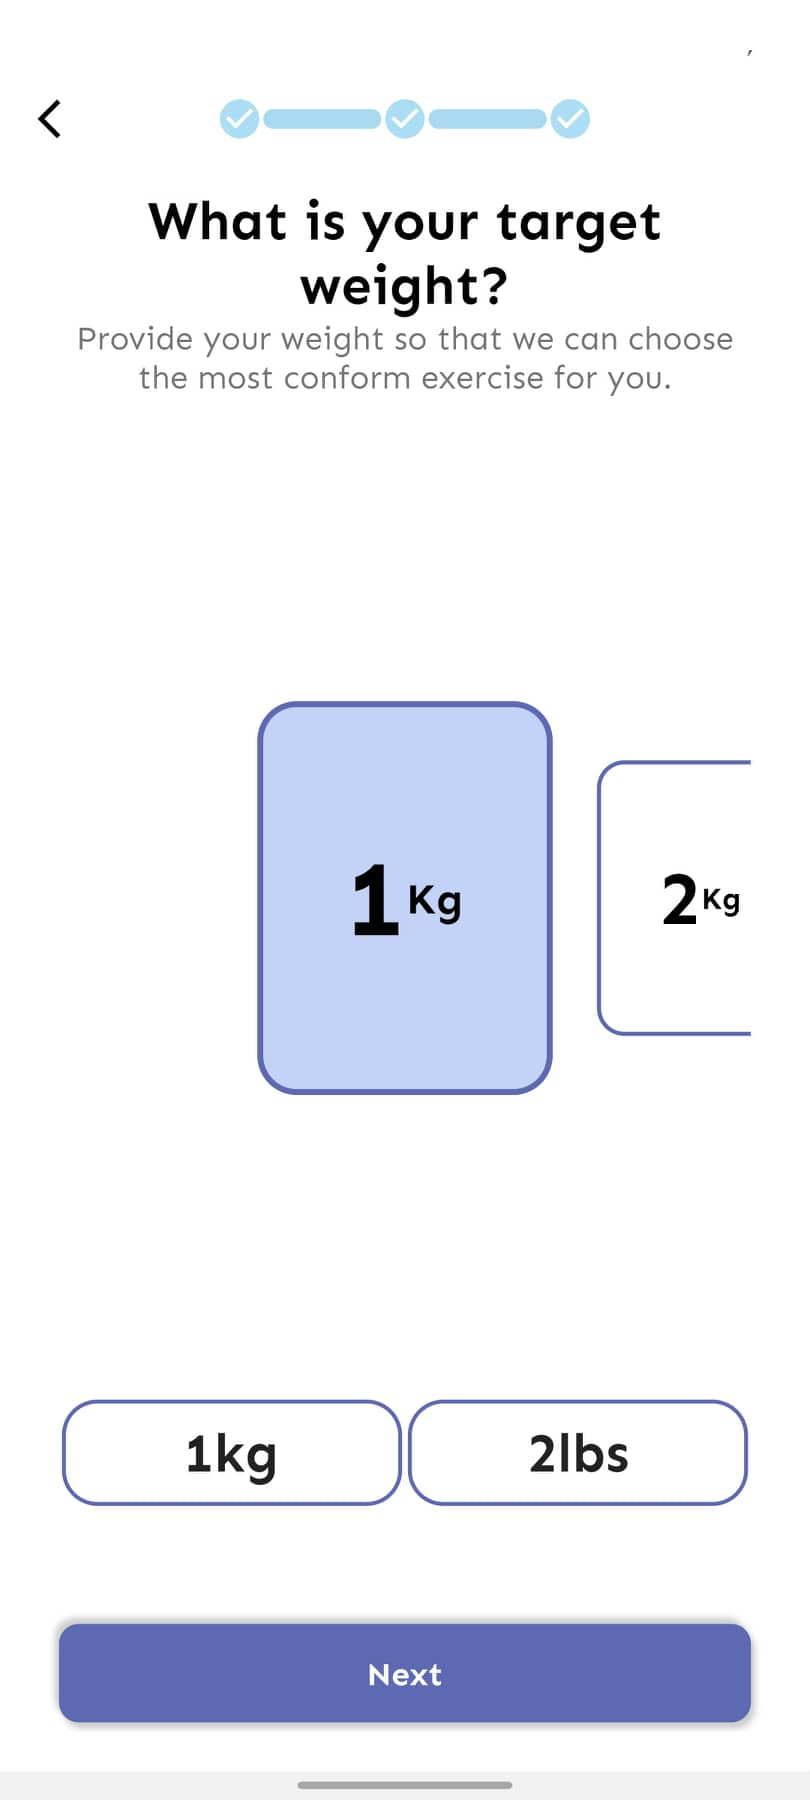 What is your target
weight?
Provide your weight so that we can choose
the most conform exercise for you.
1 Kg
2 Kg
1kg
2lbs
Next